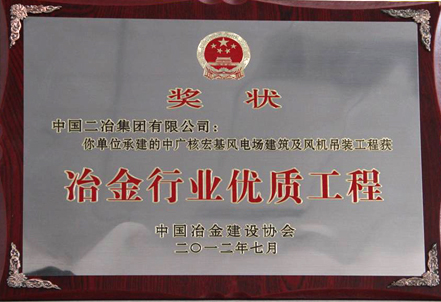 奖 状
中国二冶集团有限公司：
你单位承建的中广核宏基风电场建筑及风机吊装工程获
冶金行业优质工程
中国冶金建设协会
二〇一二年七月